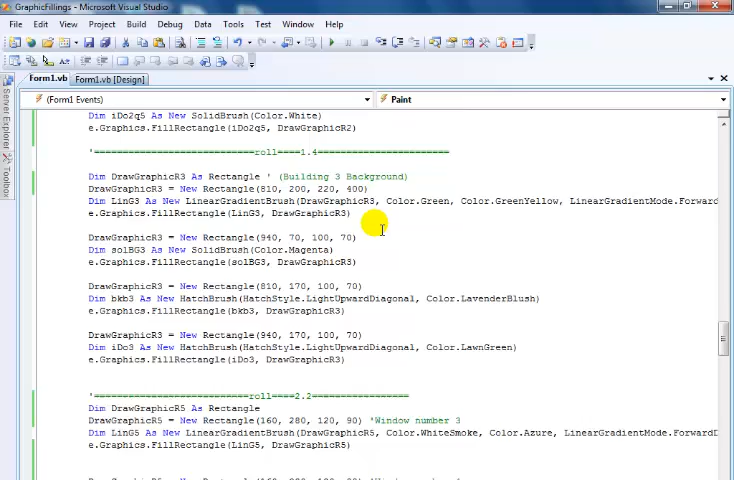 GraphicFillings - Microsoft Visual Studio
File Edit View Project Build Debug Data Tools Test Window Help
Form1.vb Form1.vb [Design]
(Form1 Events) Paint
Server Explorer
Toolbox
Dim iDo2q5 As New SolidBrush(Color.White)
e.Graphics.FillRectangle(iDo2q5, DrawGraphicR2)
'============================roll====1.4=======================
Dim DrawGraphicR3 As Rectangle ' (Building 3 Background)
DrawGraphicR3 = New Rectangle(810, 200, 220, 400)
Dim LinG3 As New LinearGradientBrush(DrawGraphicR3, Color.Green, Color.GreenYellow, LinearGradientMode.Forward
e.Graphics.FillRectangle(LinG3, DrawGraphicR3)
DrawGraphicR3 = New Rectangle(940, 70, 100, 70)
Dim solBG3 As New SolidBrush(Color.Magenta)
e.Graphics.FillRectangle(solBG3, DrawGraphicR3)
DrawGraphicR3 = New Rectangle(810, 170, 100, 70)
Dim bkb3 As New HatchBrush(HatchStyle.LightUpwardDiagonal, Color.LavenderBlush)
e.Graphics.FillRectangle(bkb3, DrawGraphicR3)
DrawGraphicR3 = New Rectangle(940, 170, 100, 70)
Dim iDo3 As New HatchBrush(HatchStyle.LightUpwardDiagonal, Color.LawnGreen)
e.Graphics.FillRectangle(iDo3, DrawGraphicR3)
'===========================roll====2.2=================
Dim DrawGraphicR5 As Rectangle
DrawGraphicR5 = New Rectangle(160, 280, 120, 90) 'Window number 3
Dim LinG5 As New LinearGradientBrush(DrawGraphicR5, Color.WhiteSmoke, Color.Azure, LinearGradientMode.ForwardD
e.Graphics.FillRectangle(LinG5, DrawGraphicR5)